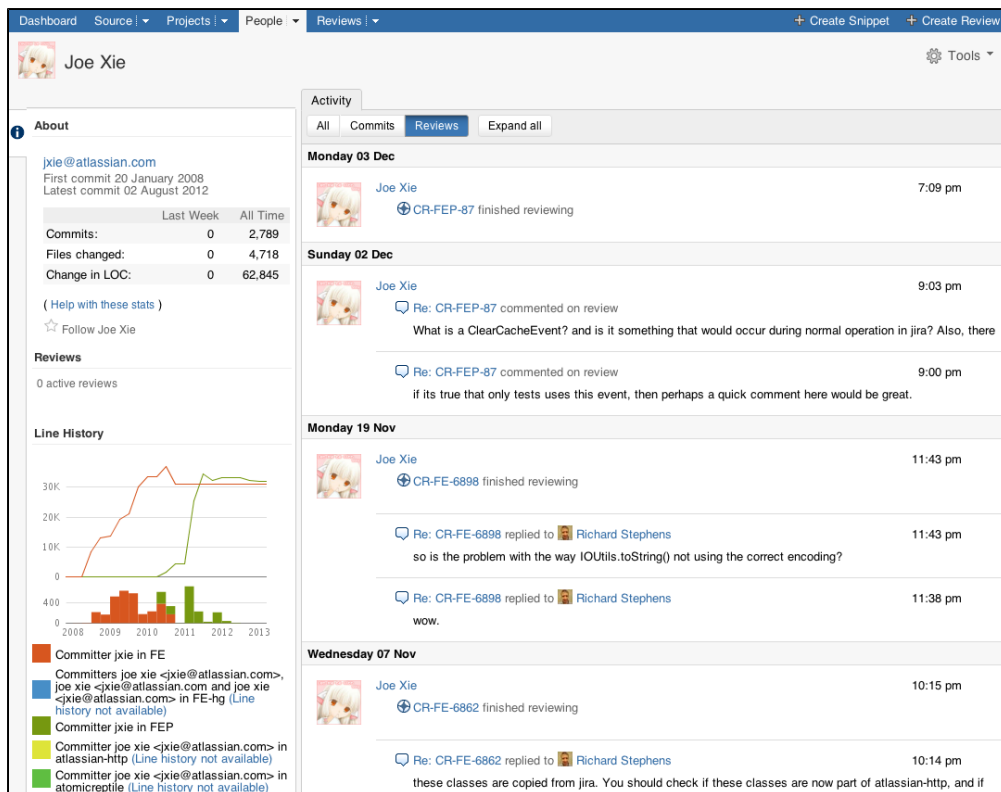 Dashboard Source Projects People Reviews + Create Snippet + Create Review
Joe Xie
Tools
About
jxie@atlassian.com
First commit 20 January 2008
Latest commit 02 August 2012
Last Week All Time
Commits: 0 2,789
Files changed: 0 4,718
Change in LOC: 0 62,845
( Help with these stats )
Follow Joe Xie
Reviews
0 active reviews
Line History
30K
20K
10K
0
400
0
2008 2009 2010 2011 2012 2013
Committer jxie in FE
Committers joe xie <jxie@atlassian.com>,
joe xie <jxie@atlassian.com and joe xie
<jxie@atlassian.com> in FE-hg (Line
history not available)
Committer jxie in FEP
Committer joe xie <jxie@atlassian.com> in
atlassian-http (Line history not available)
Committer joe xie <jxie@atlassian.com> in
atomicreptile (Line history not available)
Activity
All Commits Reviews Expand all
Monday 03 Dec
Joe Xie 7:09 pm
CR-FEP-87 finished reviewing
Sunday 02 Dec
Joe Xie 9:03 pm
Re: CR-FEP-87 commented on review
What is a ClearCacheEvent? and is it something that would occur during normal operation in jira? Also, there
Re: CR-FEP-87 commented on review 9:00 pm
if its true that only tests uses this event, then perhaps a quick comment here would be great.
Monday 19 Nov
Joe Xie 11:43 pm
CR-FE-6898 finished reviewing
Re: CR-FE-6898 replied to Richard Stephens 11:43 pm
so is the problem with the way IOUtils.toString() not using the correct encoding?
Re: CR-FE-6898 replied to Richard Stephens 11:38 pm
wow.
Wednesday 07 Nov
Joe Xie 10:15 pm
CR-FE-6862 finished reviewing
Re: CR-FE-6862 replied to Richard Stephens 10:14 pm
these classes are copied from jira. You should check if these classes are now part of atlassian-http, and if